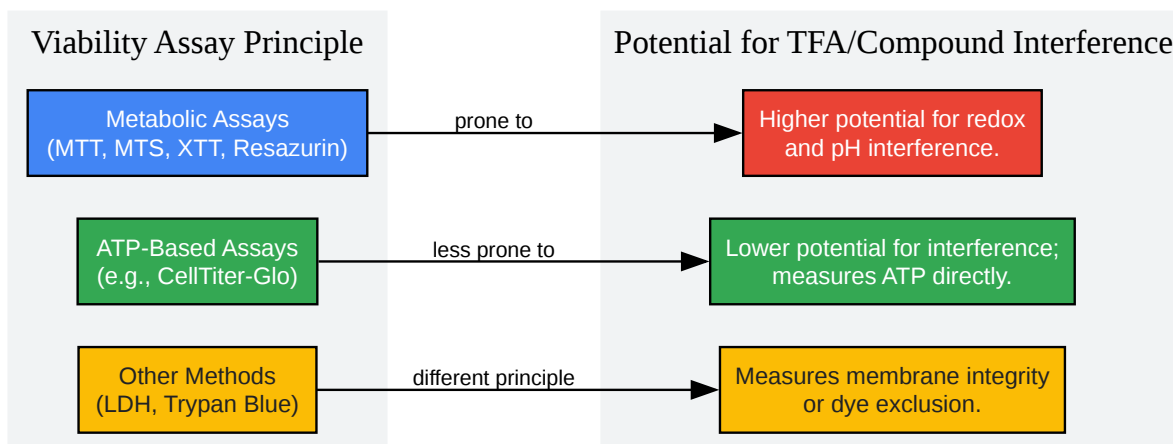 Viability Assay Principle
Potential for TFA/Compound Interference
Metabolic Assays
(MTT, MTS, XTT, Resazurin)
prone to
Higher potential for redox
and pH interference.
ATP-Based Assays
(e.g., CellTiter-Glo)
less prone to
Lower potential for interference;
measures ATP directly.
Other Methods
(LDH, Trypan Blue)
different principle
Measures membrane integrity
or dye exclusion.